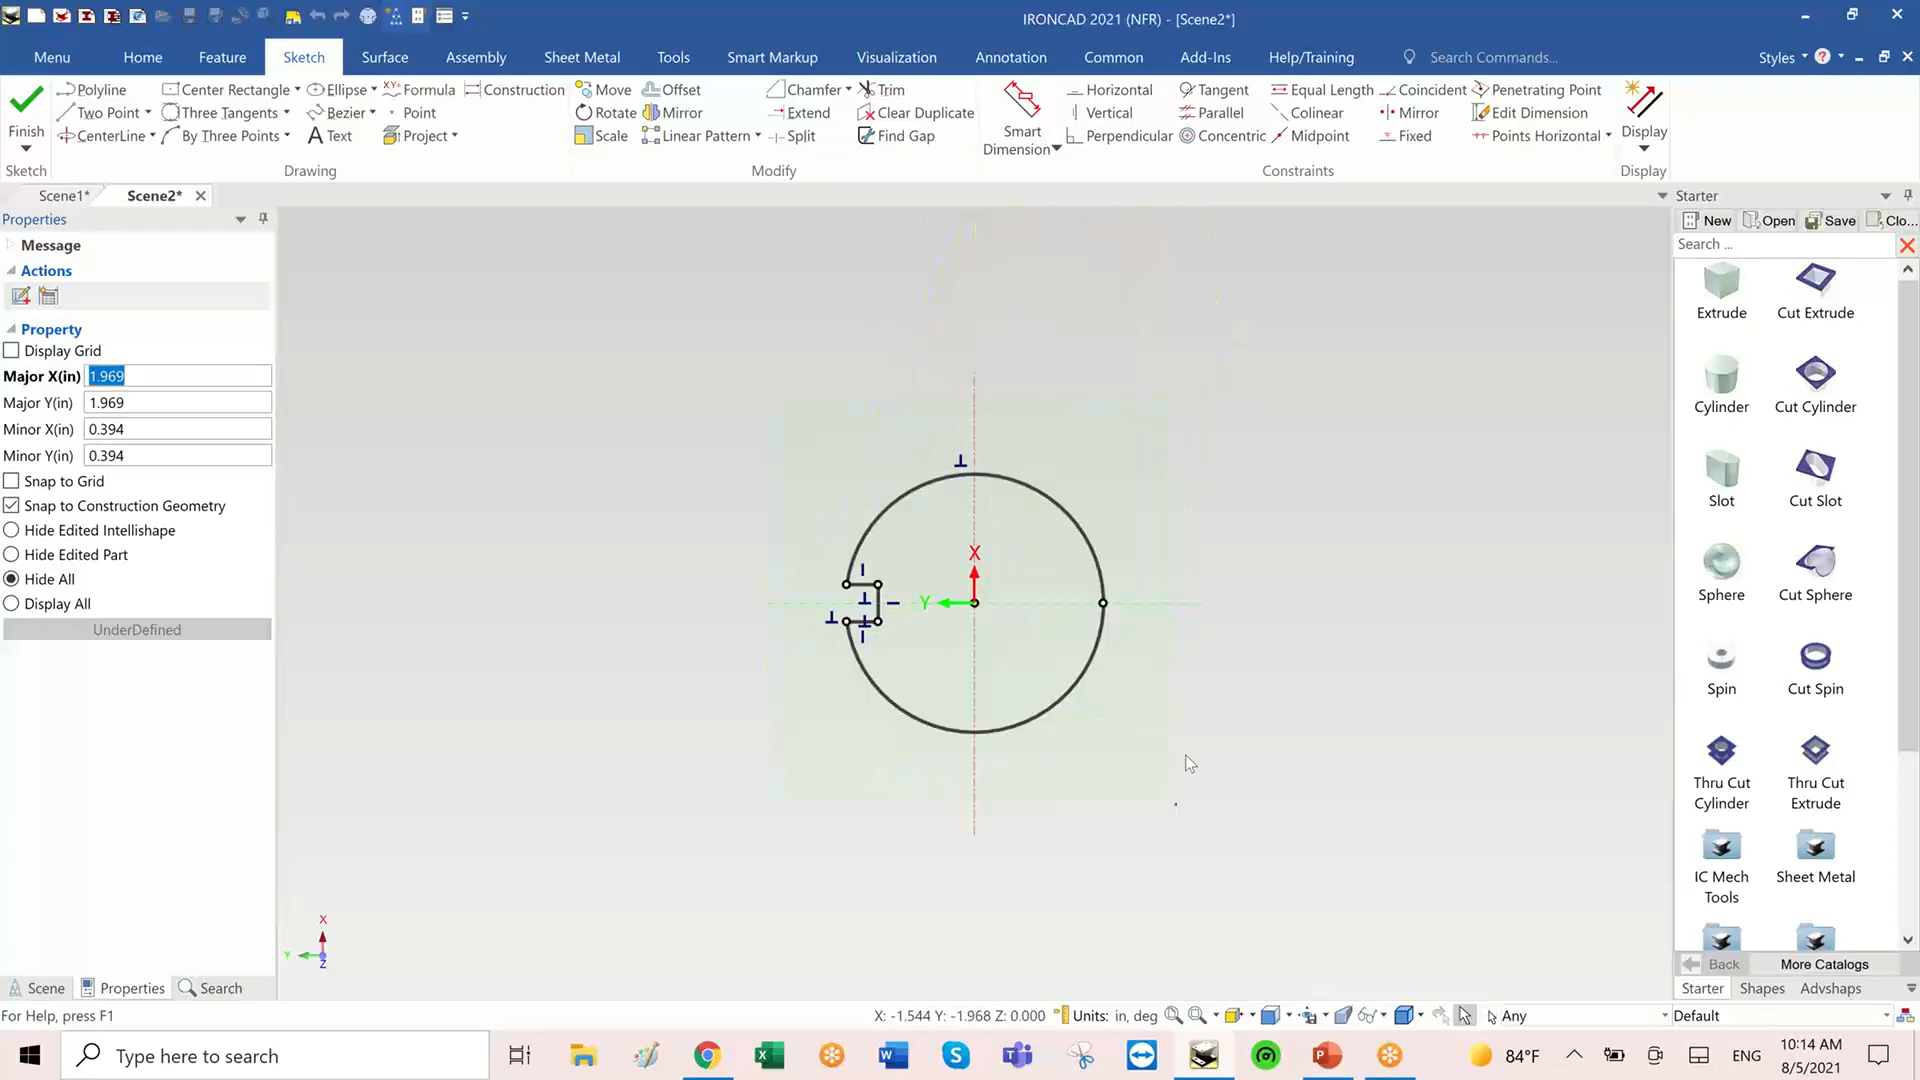 IRONCAD 2021 (NFR) - [Scene2*]
Menu Home Feature Sketch Surface Assembly Sheet Metal Tools Smart Markup Visualization Annotation Common Add-Ins Help/Training Search Commands... Styles
Polyline Center Rectangle Ellipse XY= Formula Construction Move Offset Chamfer Trim Horizontal Tangent Equal Length Coincident Penetrating Point
Two Point Three Tangents Bezier Point Rotate Mirror Extend Clear Duplicate Vertical Parallel Colinear Mirror Edit Dimension
Finish CenterLine By Three Points Text Project Scale Linear Pattern Split Find Gap Smart Dimension Perpendicular Concentric Midpoint Fixed Points Horizontal Display
Sketch Drawing Modify Constraints Display
Scene1* Scene2* Starter
Properties
New Open Save Clo...
Message
Search ...
Actions
Property
Display Grid
Major X(in) 1.969
Major Y(in) 1.969
Minor X(in) 0.394
Minor Y(in) 0.394
Snap to Grid
Snap to Construction Geometry
Hide Edited Intellishape
Hide Edited Part
Hide All
Display All
UnderDefined
X
Y
X
Y
Z
Extrude Cut Extrude
Cylinder Cut Cylinder
Slot Cut Slot
Sphere Cut Sphere
Spin Cut Spin
Thru Cut Cylinder Thru Cut Extrude
IC Mech Tools Sheet Metal
Back More Catalogs
Scene Properties Search Starter Shapes Advshaps
For Help, press F1 X: -1.544 Y: -1.968 Z: 0.000 Units: in, deg Any Default
Type here to search 84°F ENG 10:14 AM
8/5/2021